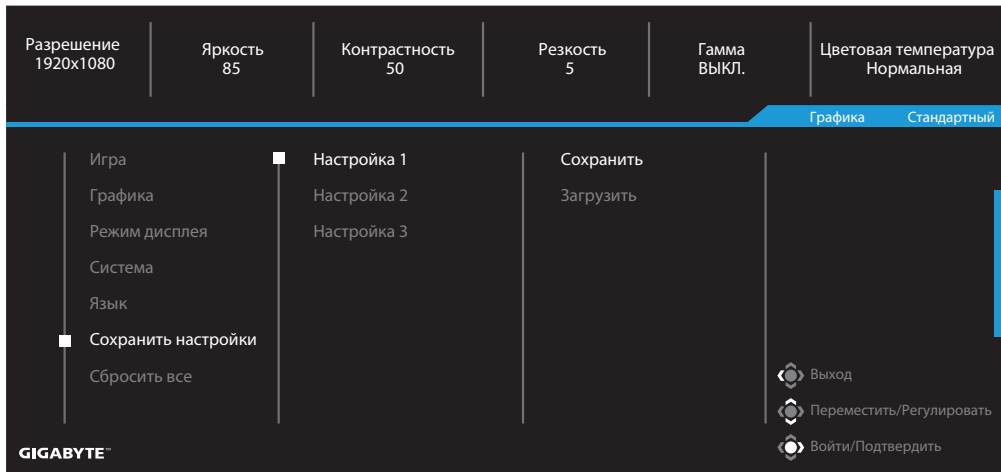 Разрешение
1920x1080
Яркость
85
Контрастность
50
Резкость
5
Гамма
ВЫКЛ.
Цветовая температура
Нормальная
Графика Стандартный
Игра
Графика
Режим дисплея
Система
Язык
Сохранить настройки
Сбросить все
Настройка 1
Настройка 2
Настройка 3
Сохранить
Загрузить
Выход
Переместить/Регулировать
Войти/Подтвердить
GIGABYTE™